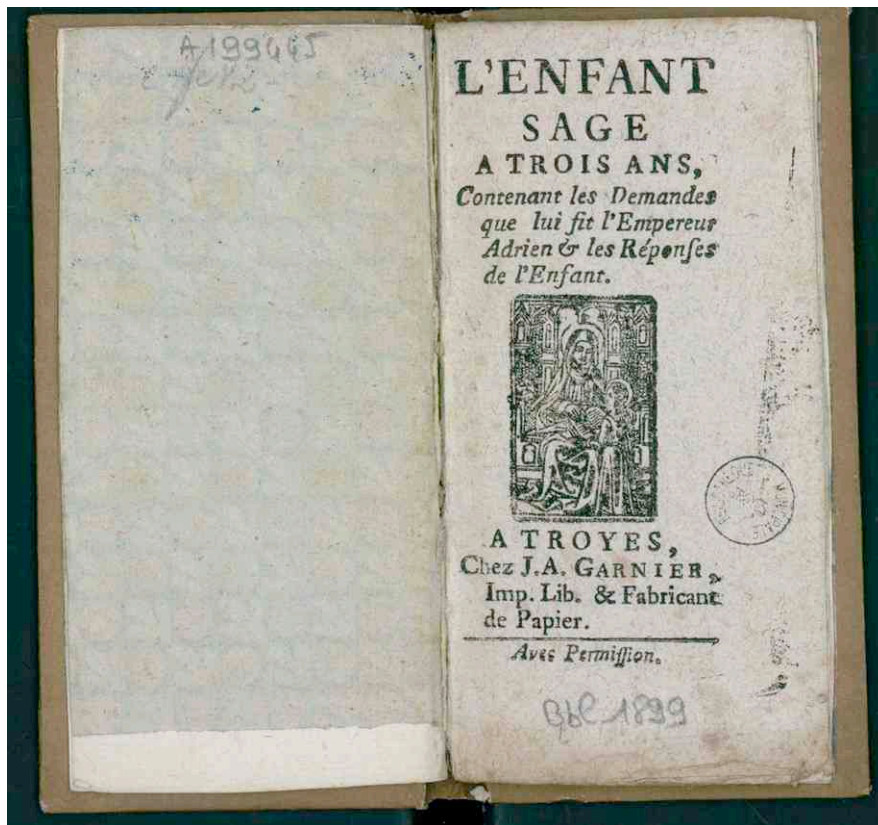 A 199445
L'ENFANT
SAGE
A TROIS ANS,
Contenant les Demandes
que lui fit l'Empereur
Adrien & les Réponſes
de l'Enfant.
A TROYES,
Chez J.A. GARNIER,
Imp. Lib. & Fabricant
de Papier.
Avec Permiſſion.
Bbl 1899